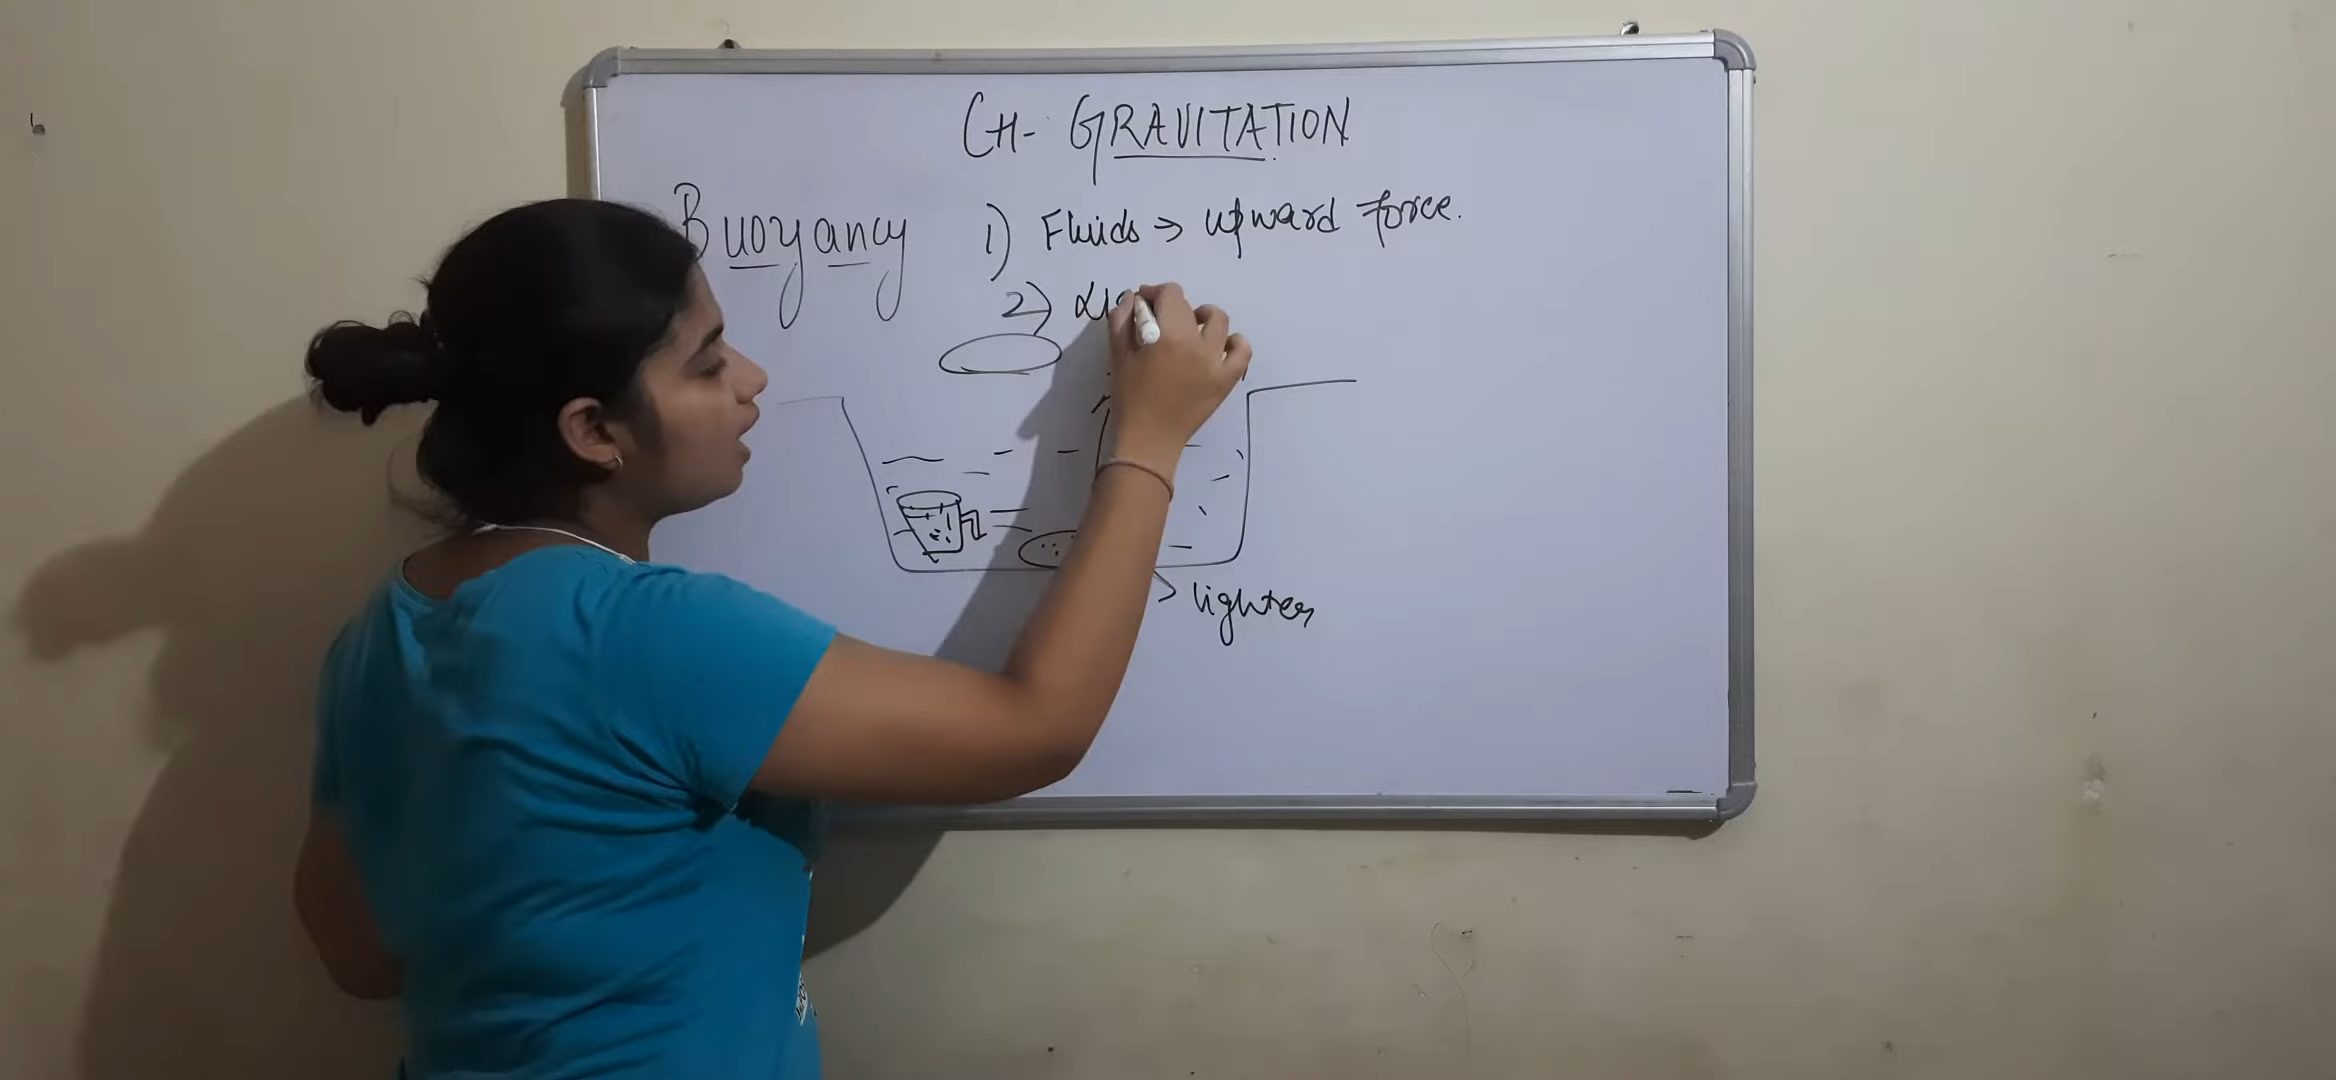 CH- GRAVITATION
Buoyancy
1) Fluids → upward force.
2)
lighter